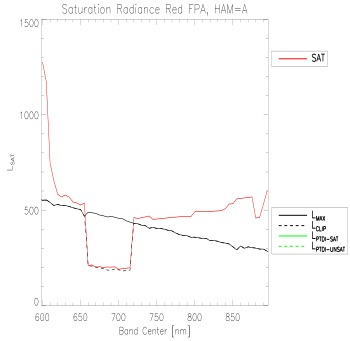 Saturation Radiance Red FPA, HAM=A
1500
SAT
1000
L_SAT
500
L_MAX
L_CLIP
L_PTDI-SAT
L_PTDI-UNSAT
0
600 650 700 750 800 850
Band Center [nm]